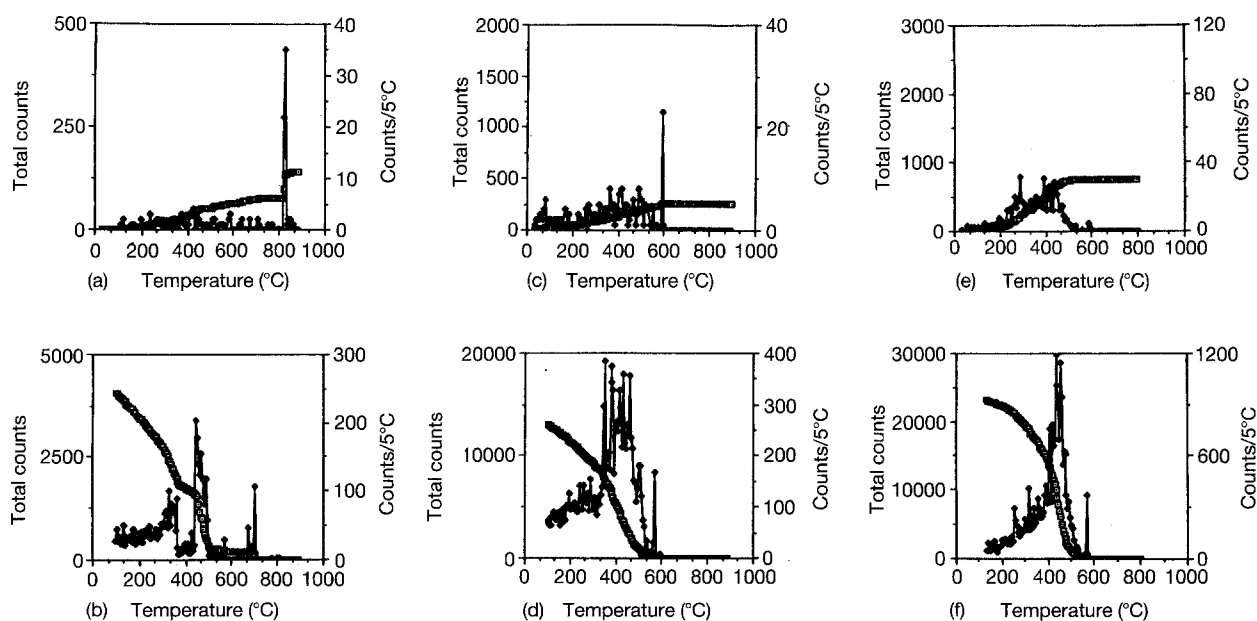 500
250
0
Total counts
40
30
20
10
0
Counts/5°C
0 200 400 600 800 1000
(a) Temperature (°C)
2000
1500
1000
500
0
Total counts
40
20
0
Counts/5°C
0 200 400 600 800 1000
(c) Temperature (°C)
3000
2000
1000
0
Total counts
120
90
60
30
0
Counts/5°C
0 200 400 600 800 1000
(e) Temperature (°C)
5000
2500
0
Total counts
300
200
100
0
Counts/5°C
0 200 400 600 800 1000
(b) Temperature (°C)
20000
10000
0
Total counts
400
300
200
100
0
Counts/5°C
0 200 400 600 800 1000
(d) Temperature (°C)
30000
20000
10000
0
Total counts
1200
600
0
Counts/5°C
0 200 400 600 800 1000
(f) Temperature (°C)